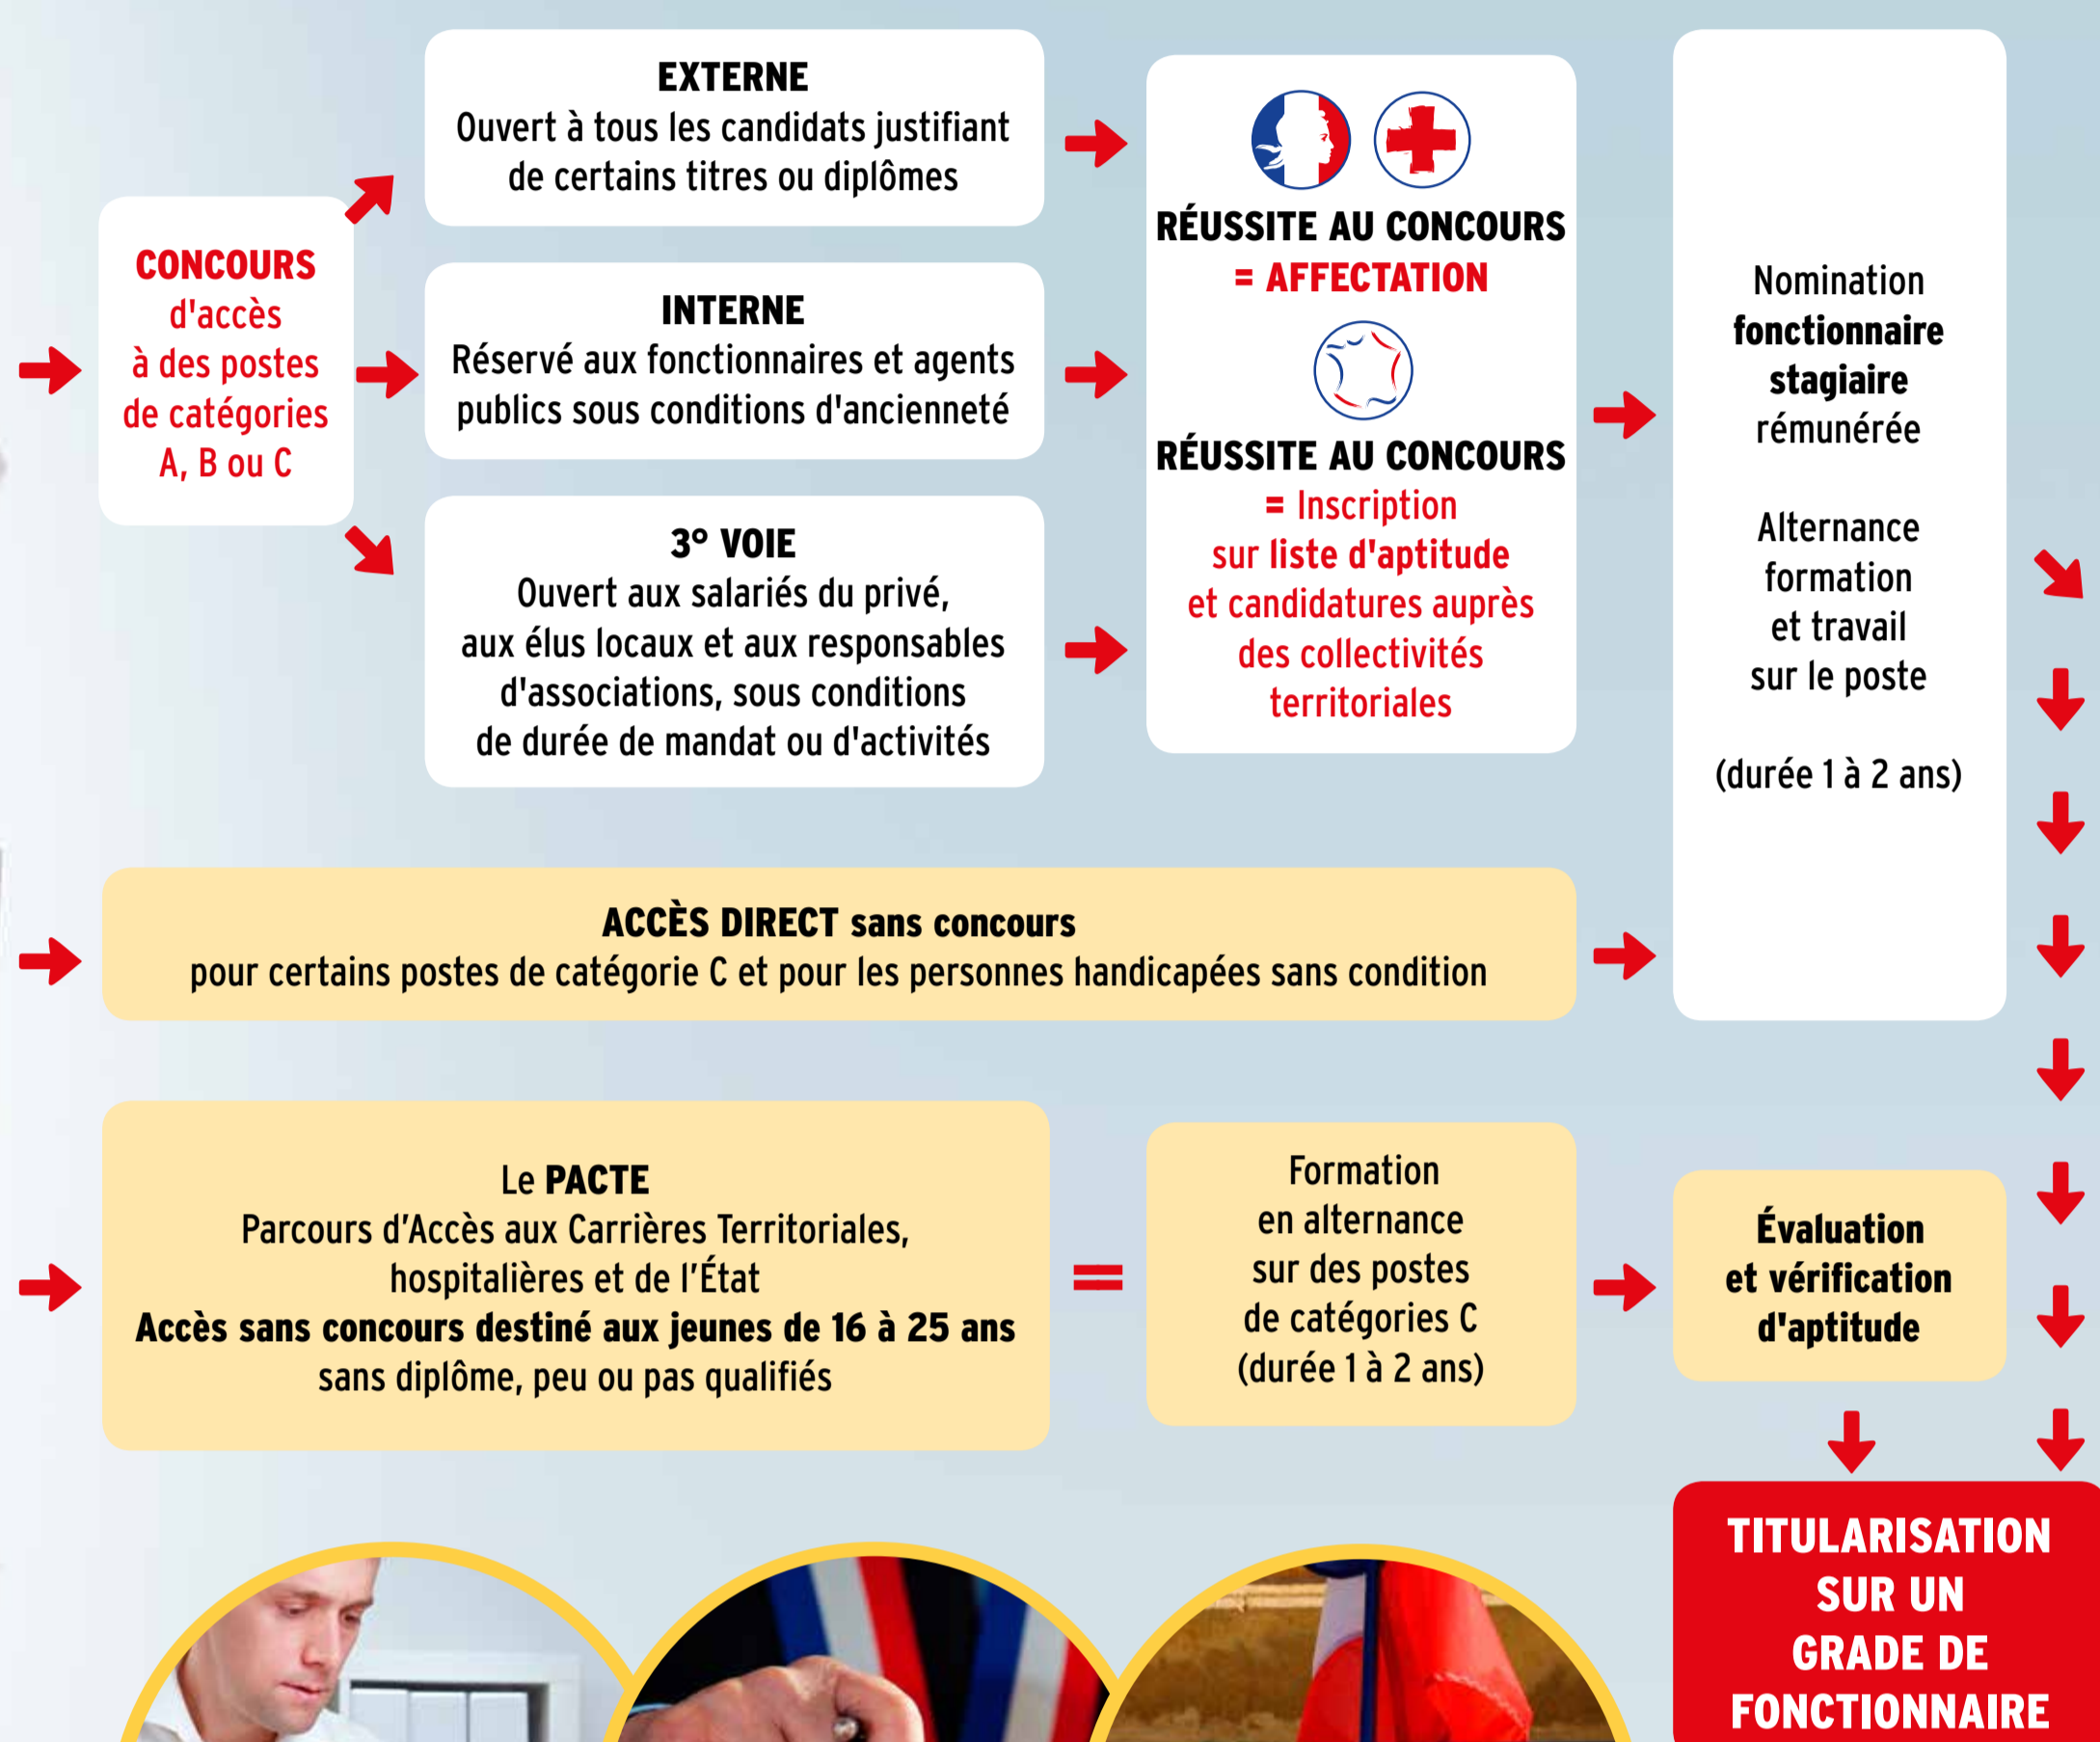 CONCOURS
d'accès
à des postes
de catégories
A, B ou C
EXTERNE
Ouvert à tous les candidats justifiant
de certains titres ou diplômes
INTERNE
Réservé aux fonctionnaires et agents
publics sous conditions d'ancienneté
3° VOIE
Ouvert aux salariés du privé,
aux élus locaux et aux responsables
d'associations, sous conditions
de durée de mandat ou d'activités
RÉUSSITE AU CONCOURS
= AFFECTATION
RÉUSSITE AU CONCOURS
= Inscription
sur liste d'aptitude
et candidatures auprès
des collectivités
territoriales
Nomination
fonctionnaire
stagiaire
rémunérée
Alternance
formation
et travail
sur le poste
(durée 1 à 2 ans)
ACCÈS DIRECT sans concours
pour certains postes de catégorie C et pour les personnes handicapées sans condition
Le PACTE
Parcours d’Accès aux Carrières Territoriales,
hospitalières et de l’État
Accès sans concours destiné aux jeunes de 16 à 25 ans
sans diplôme, peu ou pas qualifiés
=
Formation
en alternance
sur des postes
de catégories C
(durée 1 à 2 ans)
Évaluation
et vérification
d'aptitude
TITULARISATION
SUR UN
GRADE DE
FONCTIONNAIRE